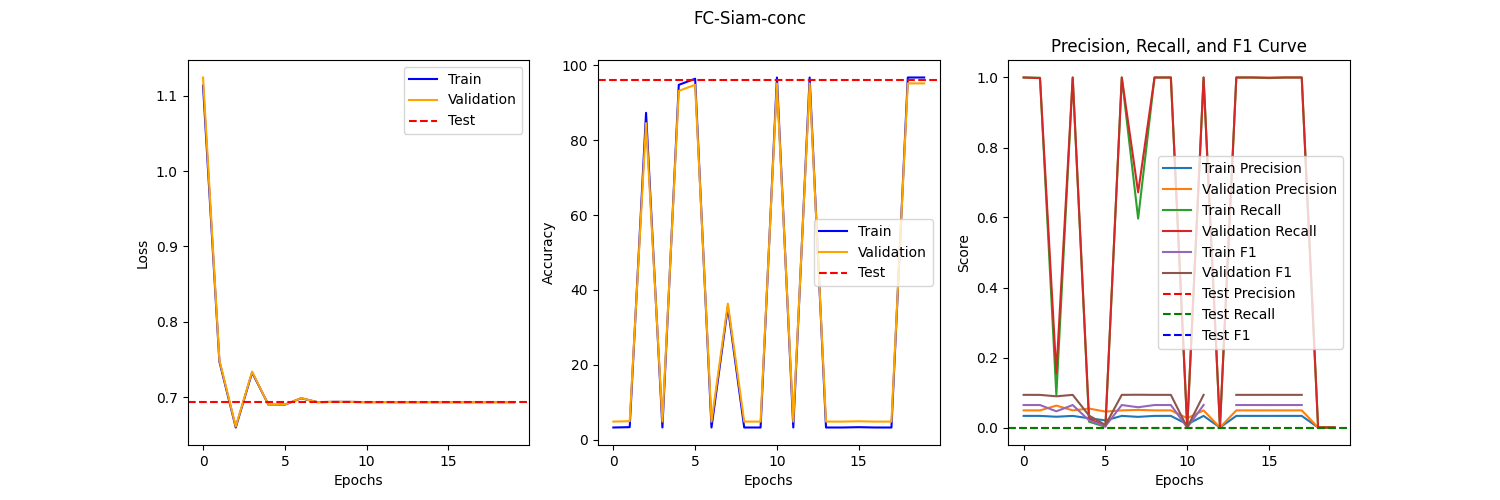 FC-Siam-conc
Train
Validation
Test
Loss
1.1
1.0
0.9
0.8
0.7
0
5
10
15
Epochs
Train
Validation
Test
Accuracy
100
80
60
40
20
0
0
5
10
15
Epochs
Precision, Recall, and F1 Curve
Train Precision
Validation Precision
Train Recall
Validation Recall
Train F1
Validation F1
Test Precision
Test Recall
Test F1
Score
1.0
0.8
0.6
0.4
0.2
0.0
0
5
10
15
Epochs